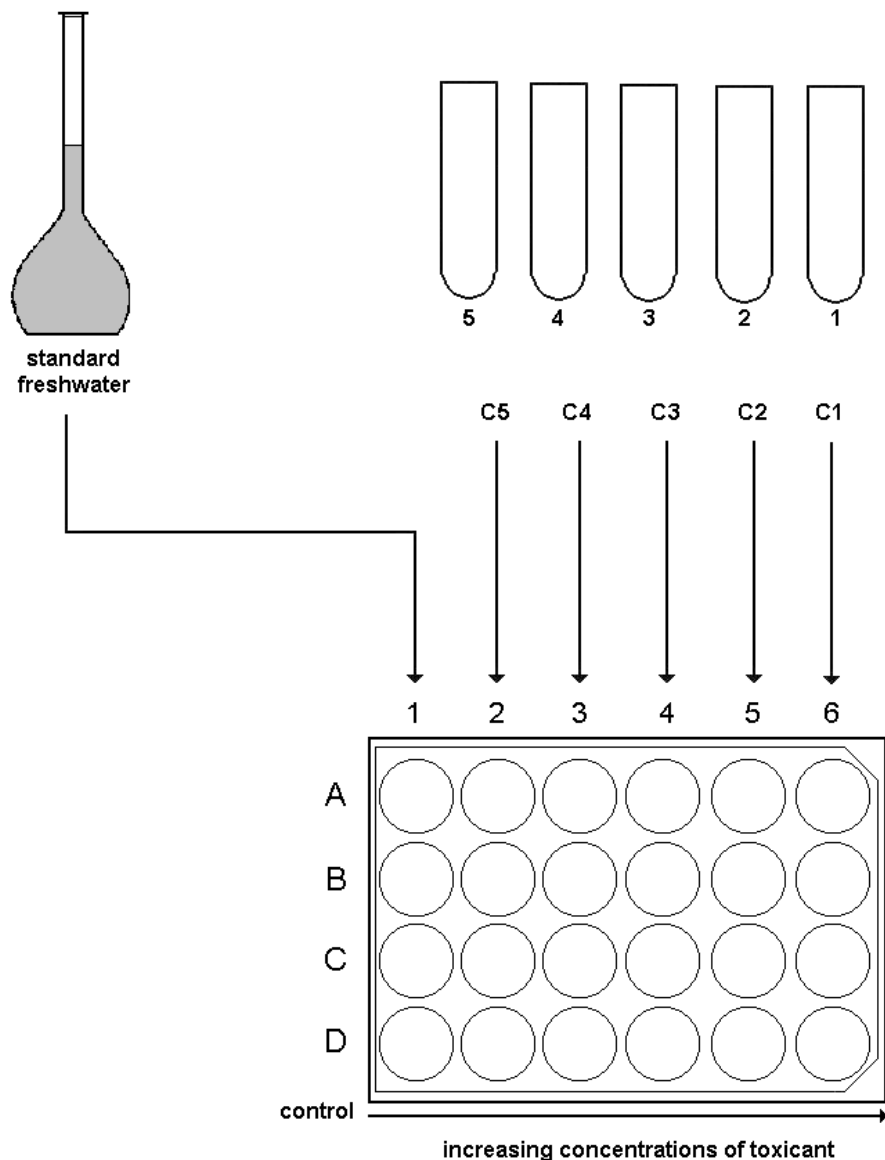 5 4 3 2 1
standard
freshwater
C5 C4 C3 C2 C1
1 2 3 4 5 6
A
B
C
D
control
increasing concentrations of toxicant